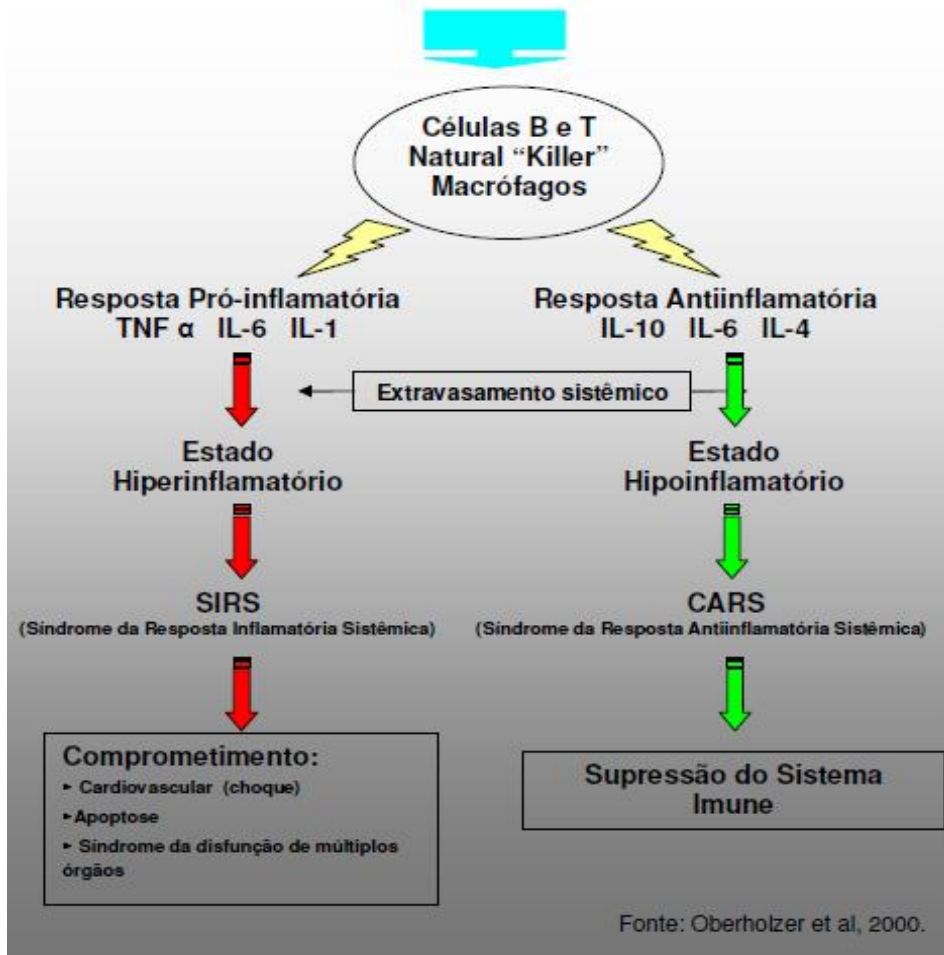 Células B e T
Natural “Killer”
Macrófagos
Resposta Pró-inflamatória
TNF α IL-6 IL-1
Resposta Antiinflamatória
IL-10 IL-6 IL-4
Extravasamento sistêmico
Estado
Hiperinflamatório
Estado
Hipoinflamatório
SIRS
(Síndrome da Resposta Inflamatória Sistêmica)
CARS
(Síndrome da Resposta Antiinflamatória Sistêmica)
Comprometimento:
► Cardiovascular (choque)
►Apoptose
► Síndrome da disfunção de múltiplos
órgãos
Supressão do Sistema
Imune
Fonte: Oberholzer et al, 2000.